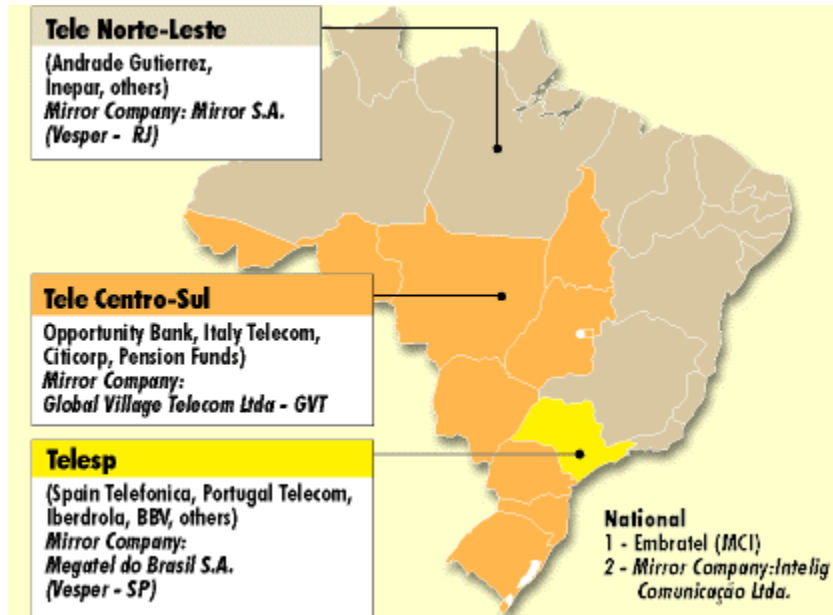 Tele Norte-Leste
(Andrade Gutierrez,
Inepar, others)
Mirror Company: Mirror S.A.
(Vesper - RJ)
Tele Centro-Sul
Opportunity Bank, Italy Telecom,
Citicorp, Pension Funds)
Mirror Company:
Global Village Telecom Ltda - GVT
Telesp
(Spain Telefonica, Portugal Telecom,
Iberdrola, BBV, others)
Mirror Company:
Megatel do Brasil S.A.
(Vesper - SP)
National
1 - Embratel (MCI)
2 - Mirror Company:Intelig
Comunicação Ltda.